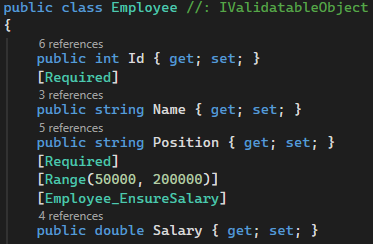 public class Employee //: IValidatableObject
{
6 references
public int Id { get; set; }
[Required]
3 references
public string Name { get; set; }
5 references
public string Position { get; set; }
[Required]
[Range(50000, 200000)]
[Employee_EnsureSalary]
4 references
public double Salary { get; set; }